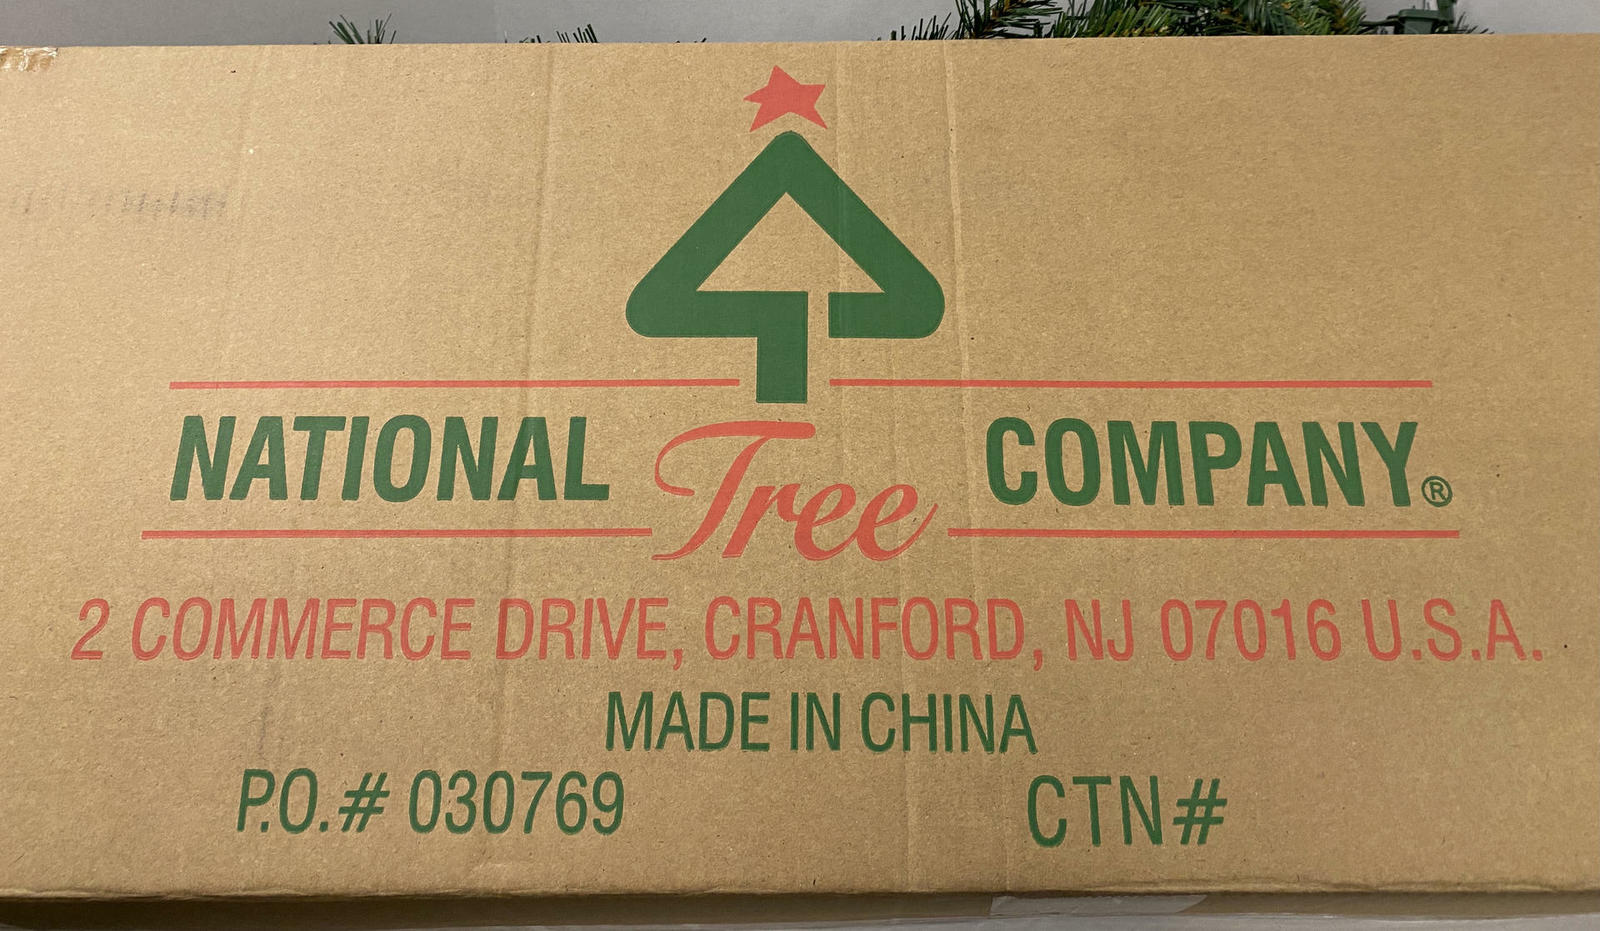 NATIONAL Tree COMPANY®
2 COMMERCE DRIVE, CRANFORD, NJ 07016 U.S.A.
MADE IN CHINA
P.O.# 030769 CTN#